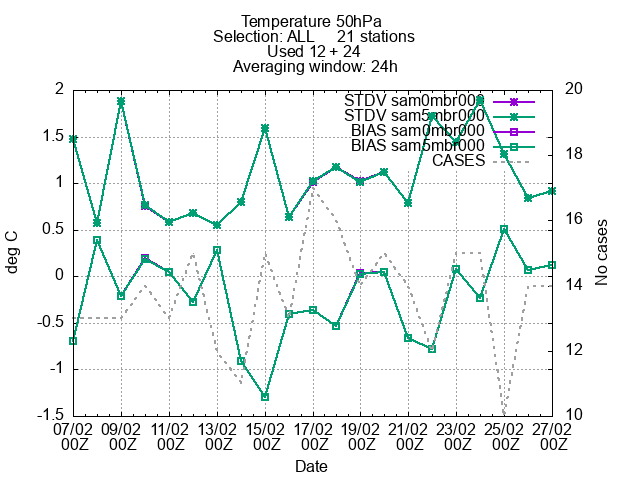 Temperature 50hPa
Selection: ALL 21 stations
Used 12 + 24
Averaging window: 24h
2
1.5
1
0.5
0
-0.5
-1
-1.5
deg C
STDV sam0mbr000
STDV sam5mbr000
BIAS sam0mbr000
BIAS sam5mbr000
CASES
20
18
16
14
12
10
No cases
07/02 09/02 11/02 13/02 15/02 17/02 19/02 21/02 23/02 25/02 27/02
00Z 00Z 00Z 00Z 00Z 00Z 00Z 00Z 00Z 00Z 00Z
Date